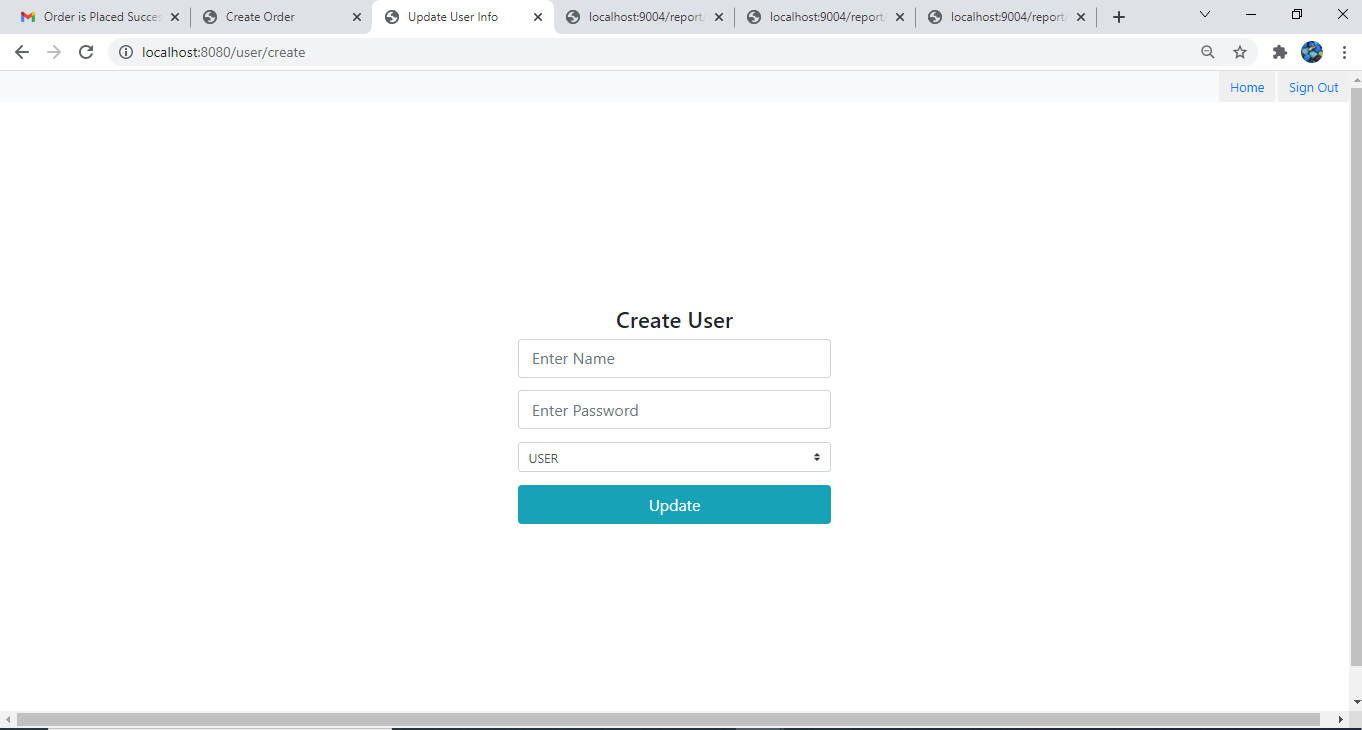 Order is Placed Succes
Create Order
Update User Info
localhost:9004/report/
localhost:9004/report/
localhost:9004/report/
localhost:8080/user/create
Home
Sign Out
Create User
Enter Name
Enter Password
USER
Update